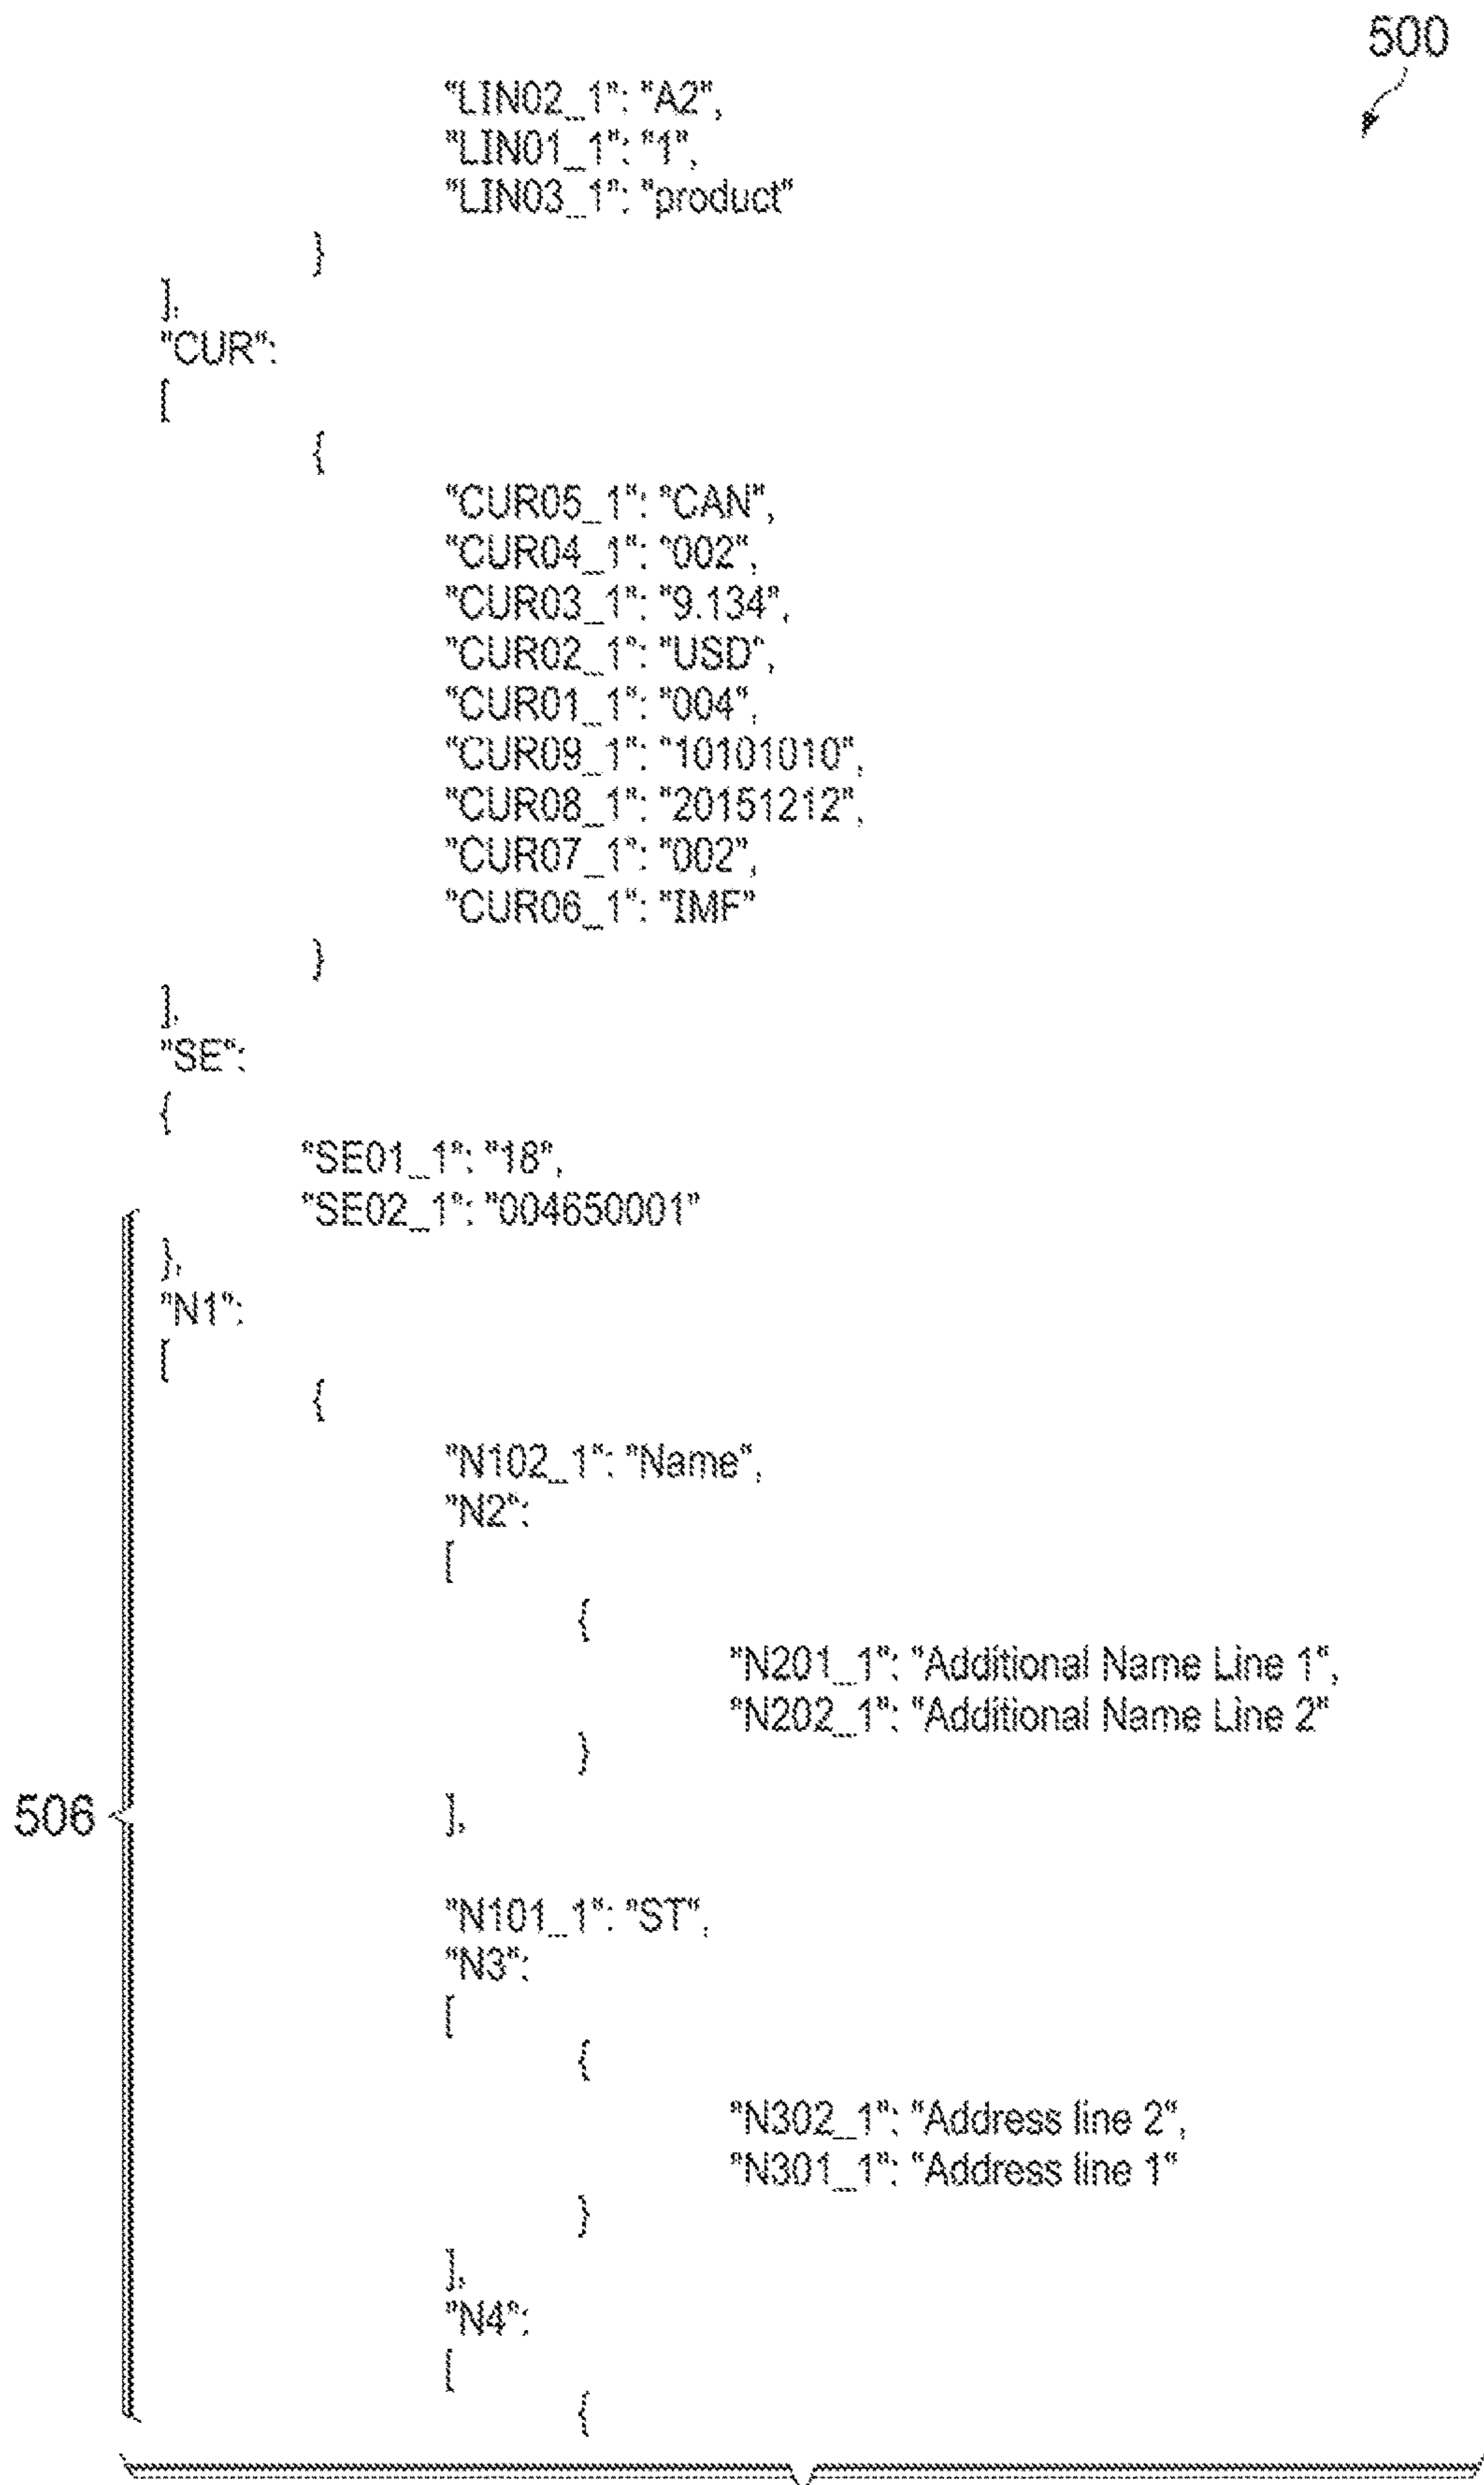 500
"LIN02_1": "A2",
"LIN01_1": "1",
"LIN03_1": "product"
}
],
"CUR":
[
{
"CUR05_1": "CAN",
"CUR04_1": "002",
"CUR03_1": "9.134",
"CUR02_1": "USD",
"CUR01_1": "004",
"CUR09_1": "10101010",
"CUR08_1": "20151212",
"CUR07_1": "002",
"CUR06_1": "IMF"
}
],
"SE":
{
"SE01_1": "18",
"SE02_1": "004650001"
},
"N1":
[
{
"N102_1": "Name",
"N2":
[
{
"N201_1": "Additional Name Line 1",
"N202_1": "Additional Name Line 2"
}
506
],
"N101_1": "ST",
"N3":
[
{
"N302_1": "Address line 2",
"N301_1": "Address line 1"
}
],
"N4":
[
{